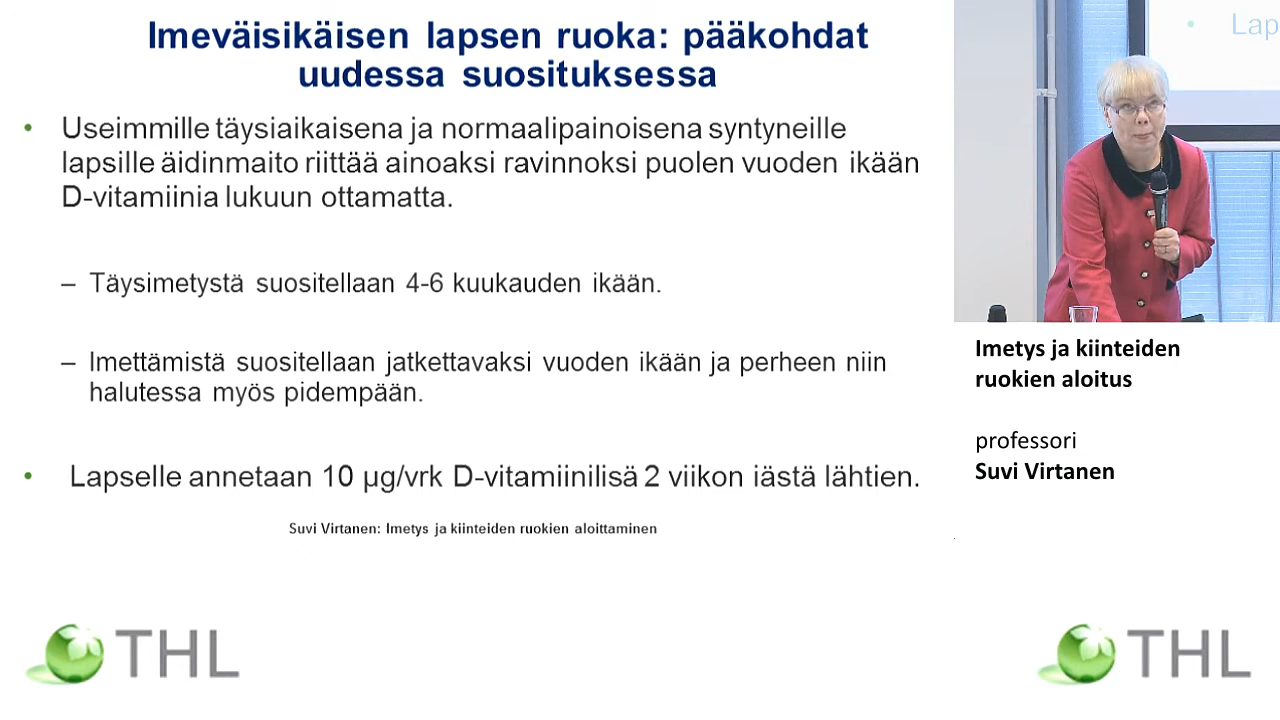 Imeväisikäisen lapsen ruoka: pääkohdat
uudessa suosituksessa
• Useimmille täysiaikaisena ja normaalipainoisena syntyneille
lapsille äidinmaito riittää ainoaksi ravinnoksi puolen vuoden ikään
D-vitamiinia lukuun ottamatta.
– Täysimetystä suositellaan 4-6 kuukauden ikään.
– Imettämistä suositellaan jatkettavaksi vuoden ikään ja perheen niin
halutessa myös pidempään.
• Lapselle annetaan 10 µg/vrk D-vitamiinilisä 2 viikon iästä lähtien.
Suvi Virtanen: Imetys ja kiinteiden ruokien aloittaminen
• Lap
Imetys ja kiinteiden
ruokien aloitus
professori
Suvi Virtanen
THL
THL